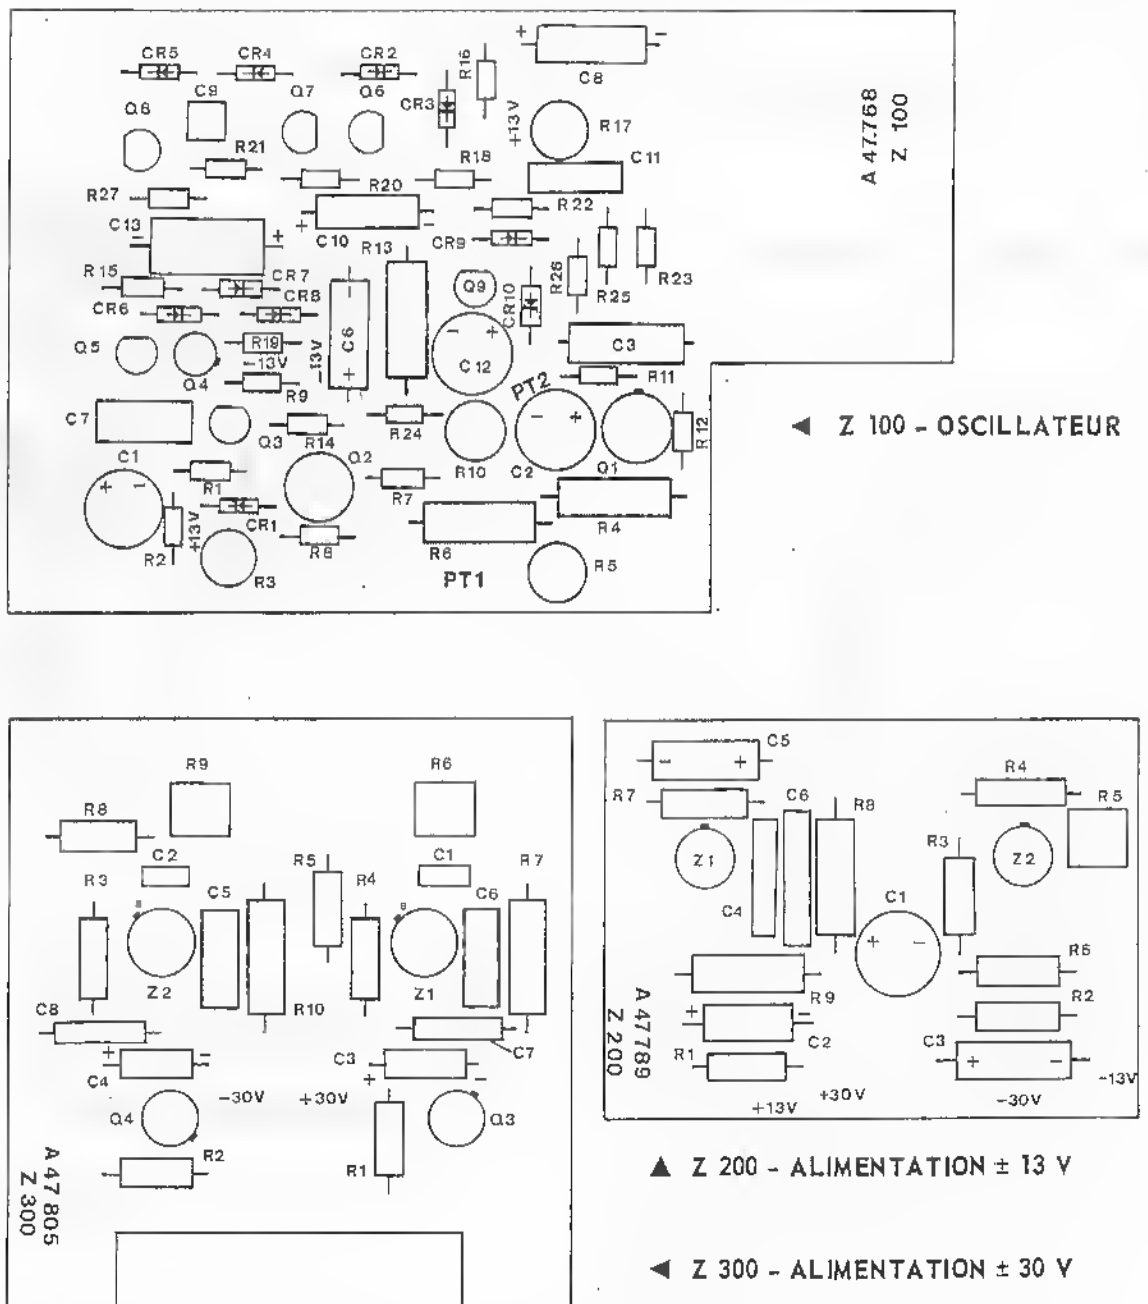 CR5 CR4 CR2 R16 + − C8
C9 Q7 Q6 CR3 +13V R17
Q8 R21 R18 C11
R27 R20 R22
C13 − + + C10 − R13 CR9
R15 CR7 Q9 CR10 R26 R25 R23
CR6 CR8 − C6 + − + C12 C3
Q5 Q4 R19 −13V −13V R11
R9 PT2
C7 Q3 R14 R24 R10 − + C2 Q1 R12
C1 + − R1 Q2 R7 R4
R2 +13V CR1 R8 R6
R3 PT1 R5
A 47768
Z 100
◄ Z 100 - OSCILLATEUR
R9 R6
R8 C2 R5 C1 R7
R3 C5 R4 C6
8 8
Z2 R10 Z1
C8 C7
+ − C4 C3 + −
Q4 −30V +30V Q3
R2 R1
A 47805
Z 300
C5 − + R4
R7 C6 R8 R5
Z1 R3 Z2
C4 C1 + −
R9 R6
+ − C2 R2
R1 C3 + −
+13V +30V −30V −13V
A 47789
Z 200
▲ Z 200 - ALIMENTATION ± 13 V
◄ Z 300 - ALIMENTATION ± 30 V